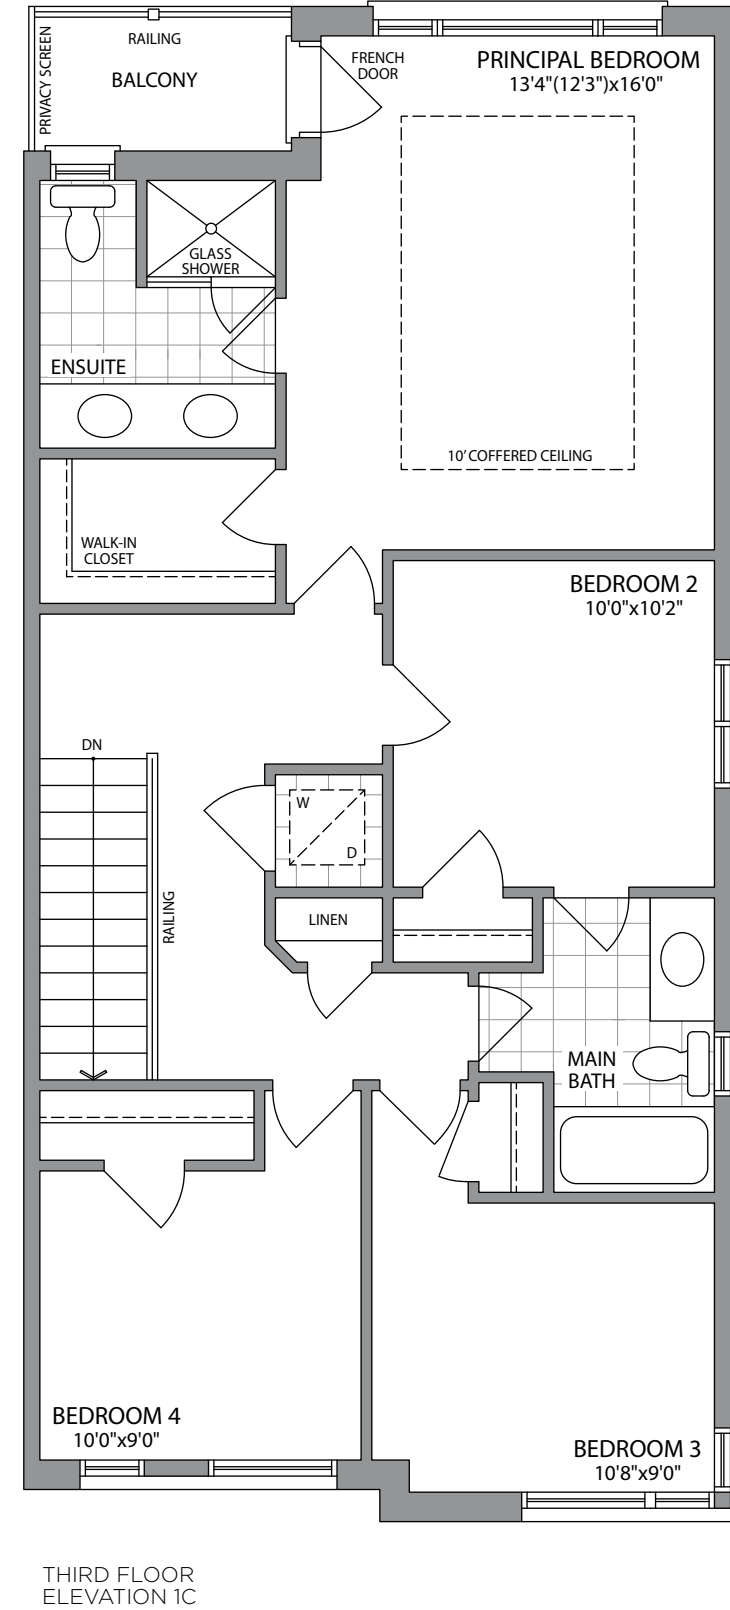 PRIVACY SCREEN
RAILING
BALCONY
FRENCH
DOOR
PRINCIPAL BEDROOM
13'4"(12'3")x16'0"
GLASS
SHOWER
ENSUITE
10' COFFERED CEILING
WALK-IN
CLOSET
BEDROOM 2
10'0"x10'2"
DN
W
D
RAILING
LINEN
MAIN
BATH
BEDROOM 4
10'0"x9'0"
BEDROOM 3
10'8"x9'0"
THIRD FLOOR
ELEVATION 1C